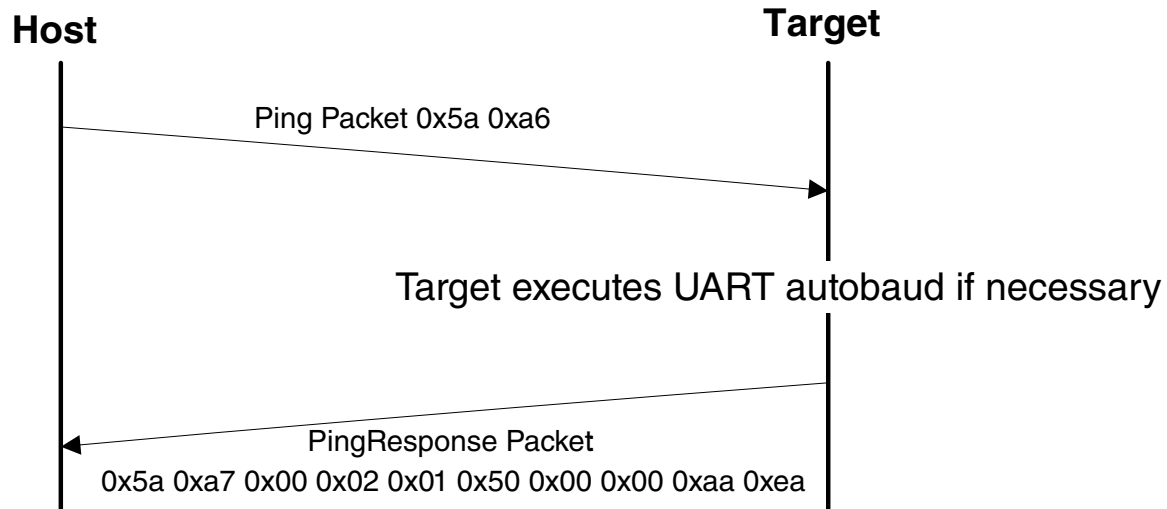 Host
Target
Ping Packet 0x5a 0xa6
Target executes UART autobaud if necessary
PingResponse Packet
0x5a 0xa7 0x00 0x02 0x01 0x50 0x00 0x00 0xaa 0xea